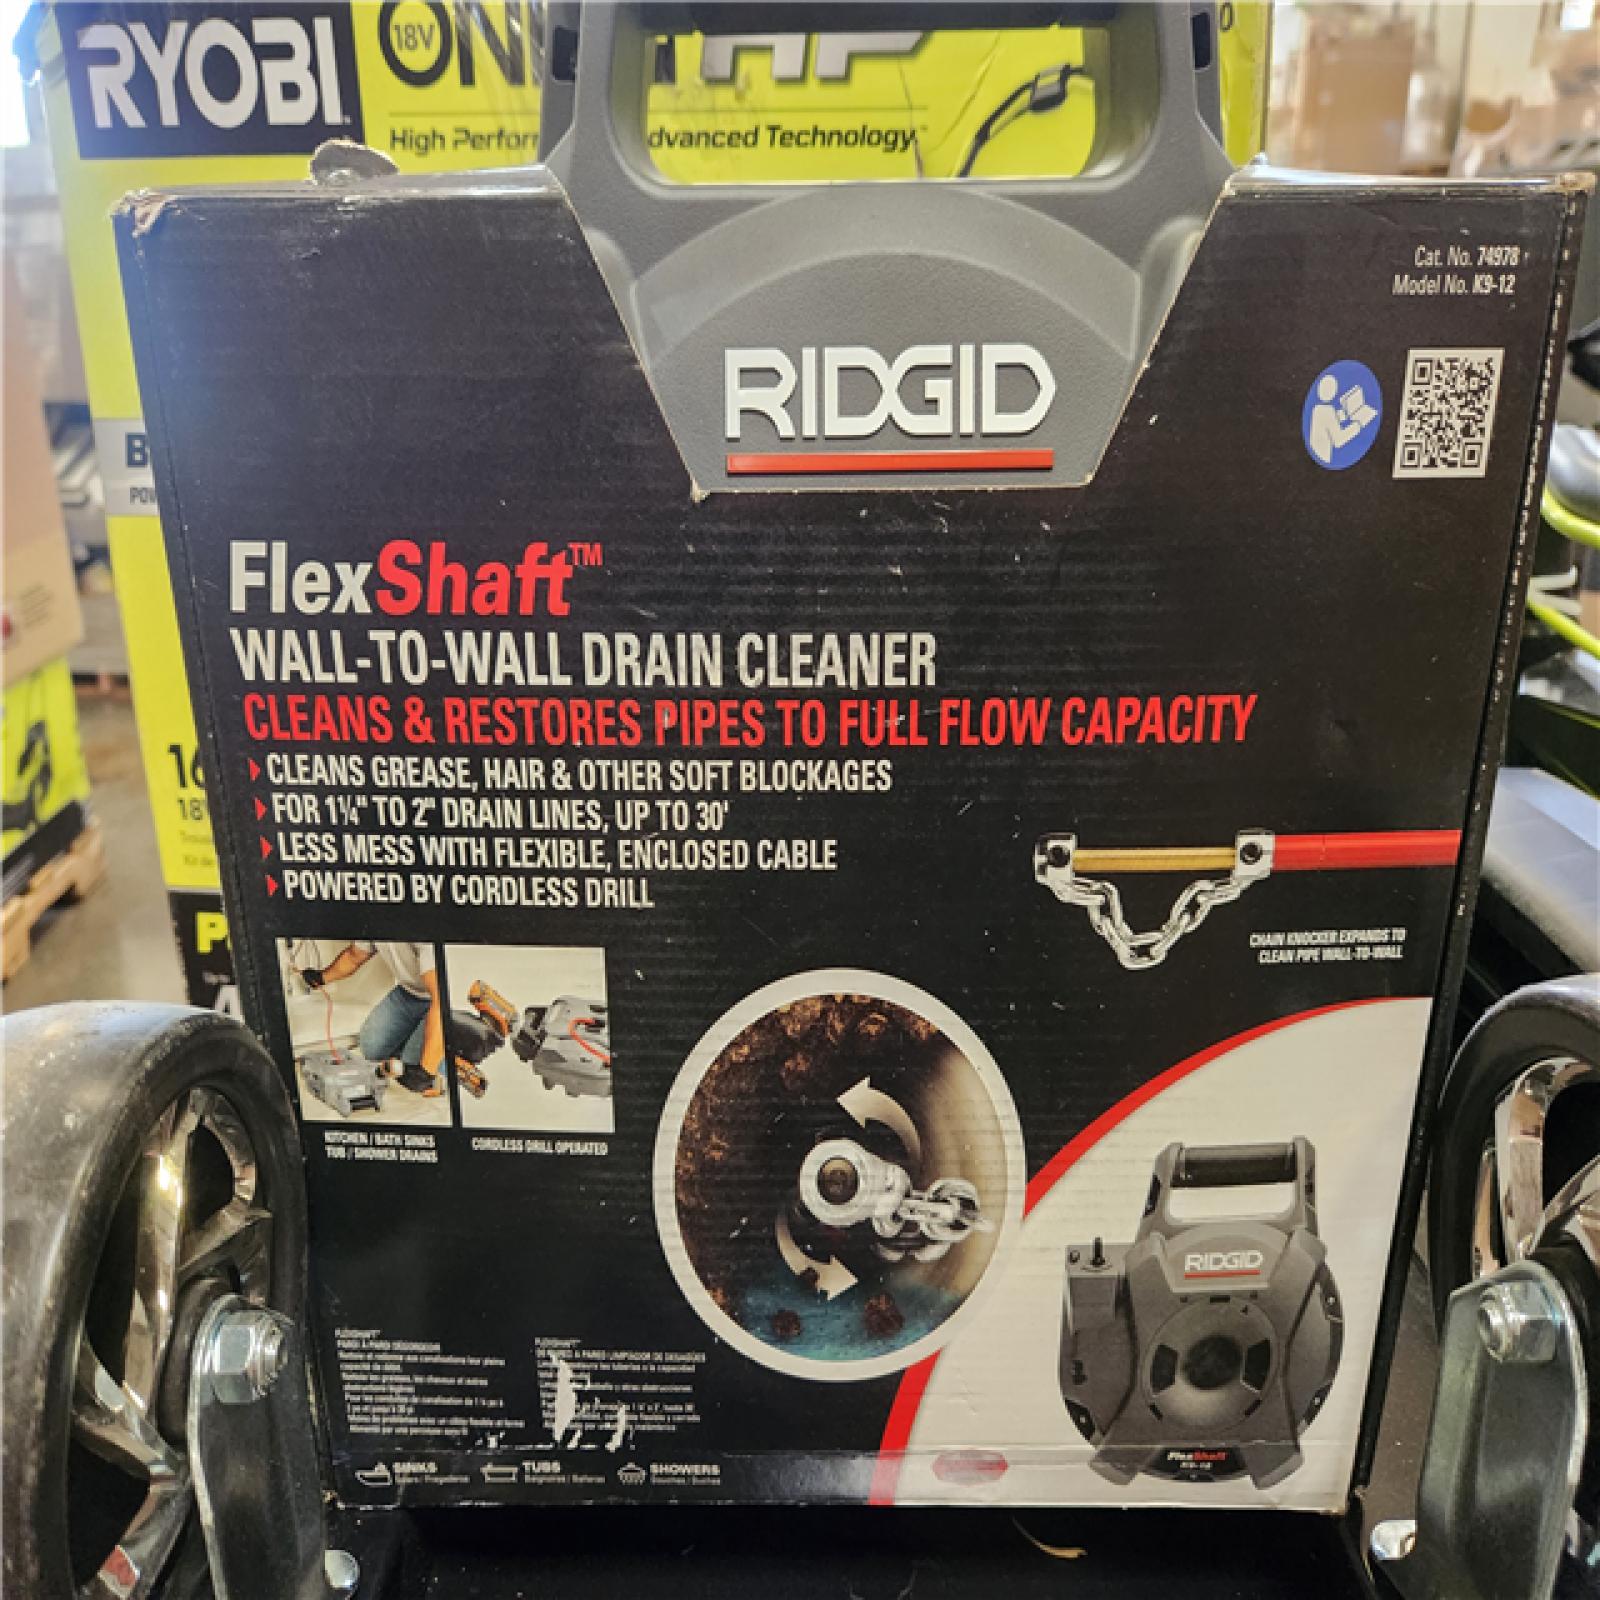 RYOBI
18V ONE+ HP
High Perfor dvanced Technology
Cat. No. 74978
Model No. K9-12
RIDGID
FlexShaft™
WALL-TO-WALL DRAIN CLEANER
CLEANS & RESTORES PIPES TO FULL FLOW CAPACITY
CLEANS GREASE, HAIR & OTHER SOFT BLOCKAGES
FOR 1¼" TO 2" DRAIN LINES, UP TO 30'
LESS MESS WITH FLEXIBLE, ENCLOSED CABLE
POWERED BY CORDLESS DRILL
CHAIN KNOCKER EXPANDS TO
CLEAN PIPE WALL-TO-WALL
KITCHEN / BATH SINKS
TUB / SHOWER DRAINS
CORDLESS DRILL OPERATED
RIDGID
FlexShaft
K9-12
SINKS
TUBS
SHOWERS